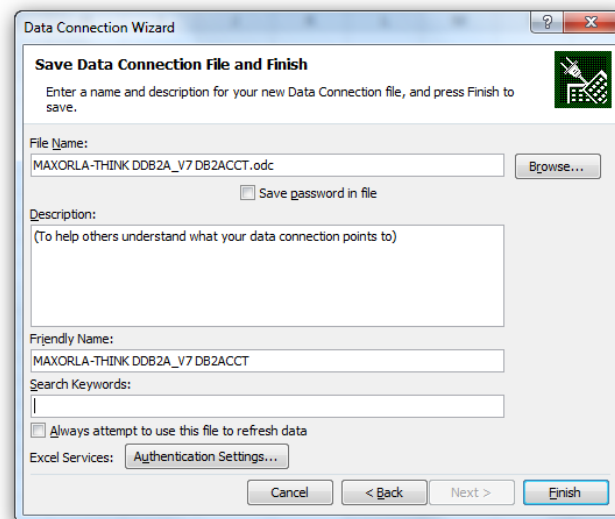 Data Connection Wizard
Save Data Connection File and Finish
Enter a name and description for your new Data Connection file, and press Finish to
save.
File Name:
MAXORLA-THINK DDB2A_V7 DB2ACCT.odc
Browse...
Save password in file
Description:
(To help others understand what your data connection points to)
Friendly Name:
MAXORLA-THINK DDB2A_V7 DB2ACCT
Search Keywords:
Always attempt to use this file to refresh data
Excel Services: Authentication Settings...
Cancel < Back Next > Finish